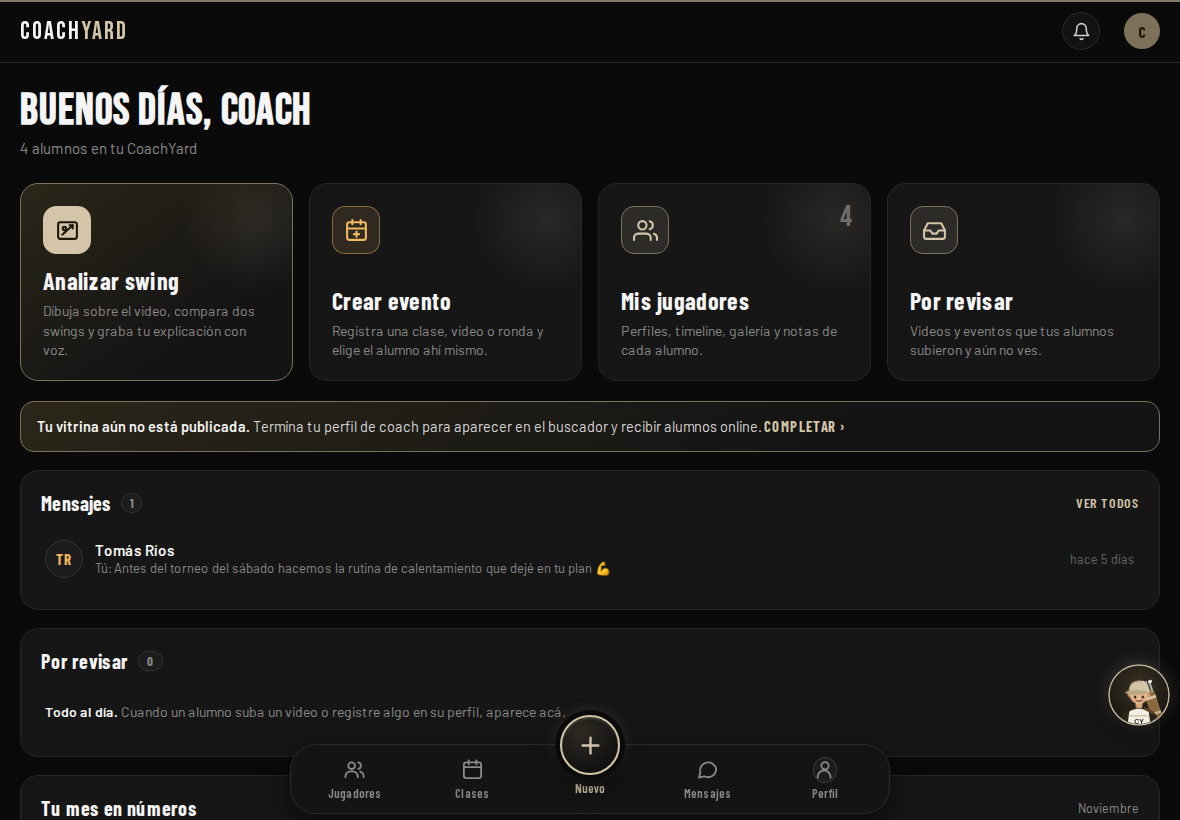 COACHYARD
C
BUENOS DÍAS, COACH
4 alumnos en tu CoachYard
Analizar swing
Dibuja sobre el video, compara dos
swings y graba tu explicación con
voz.
Crear evento
Registra una clase, video o ronda y
elige el alumno ahí mismo.
4
Mis jugadores
Perfiles, timeline, galería y notas de
cada alumno.
Por revisar
Videos y eventos que tus alumnos
subieron y aún no ves.
Tu vitrina aún no está publicada. Termina tu perfil de coach para aparecer en el buscador y recibir alumnos online. COMPLETAR ›
Mensajes 1
VER TODOS
TR
Tomás Ríos
Tú: Antes del torneo del sábado hacemos la rutina de calentamiento que dejé en tu plan 💪
hace 5 días
Por revisar 0
Todo al día. Cuando un alumno suba un video o registre algo en su perfil, aparece acá.
CY
Jugadores
Clases
Nuevo
Mensajes
Perfil
Tu mes en números
Noviembre